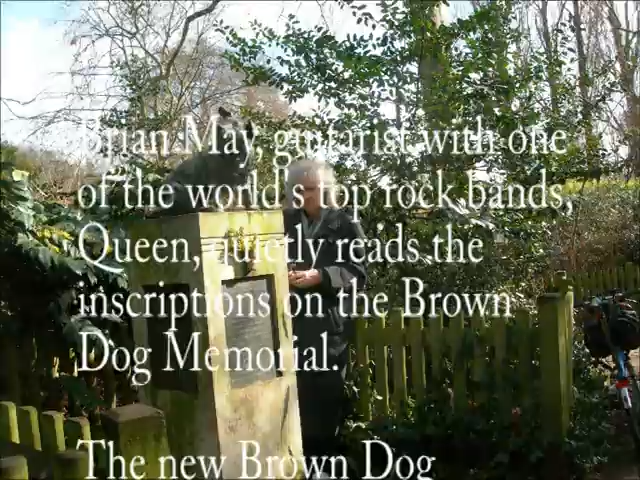 Brian May, guitarist with one
of the world's top rock bands,
Queen, quietly reads the
inscriptions on the Brown
Dog Memorial.
The new Brown Dog